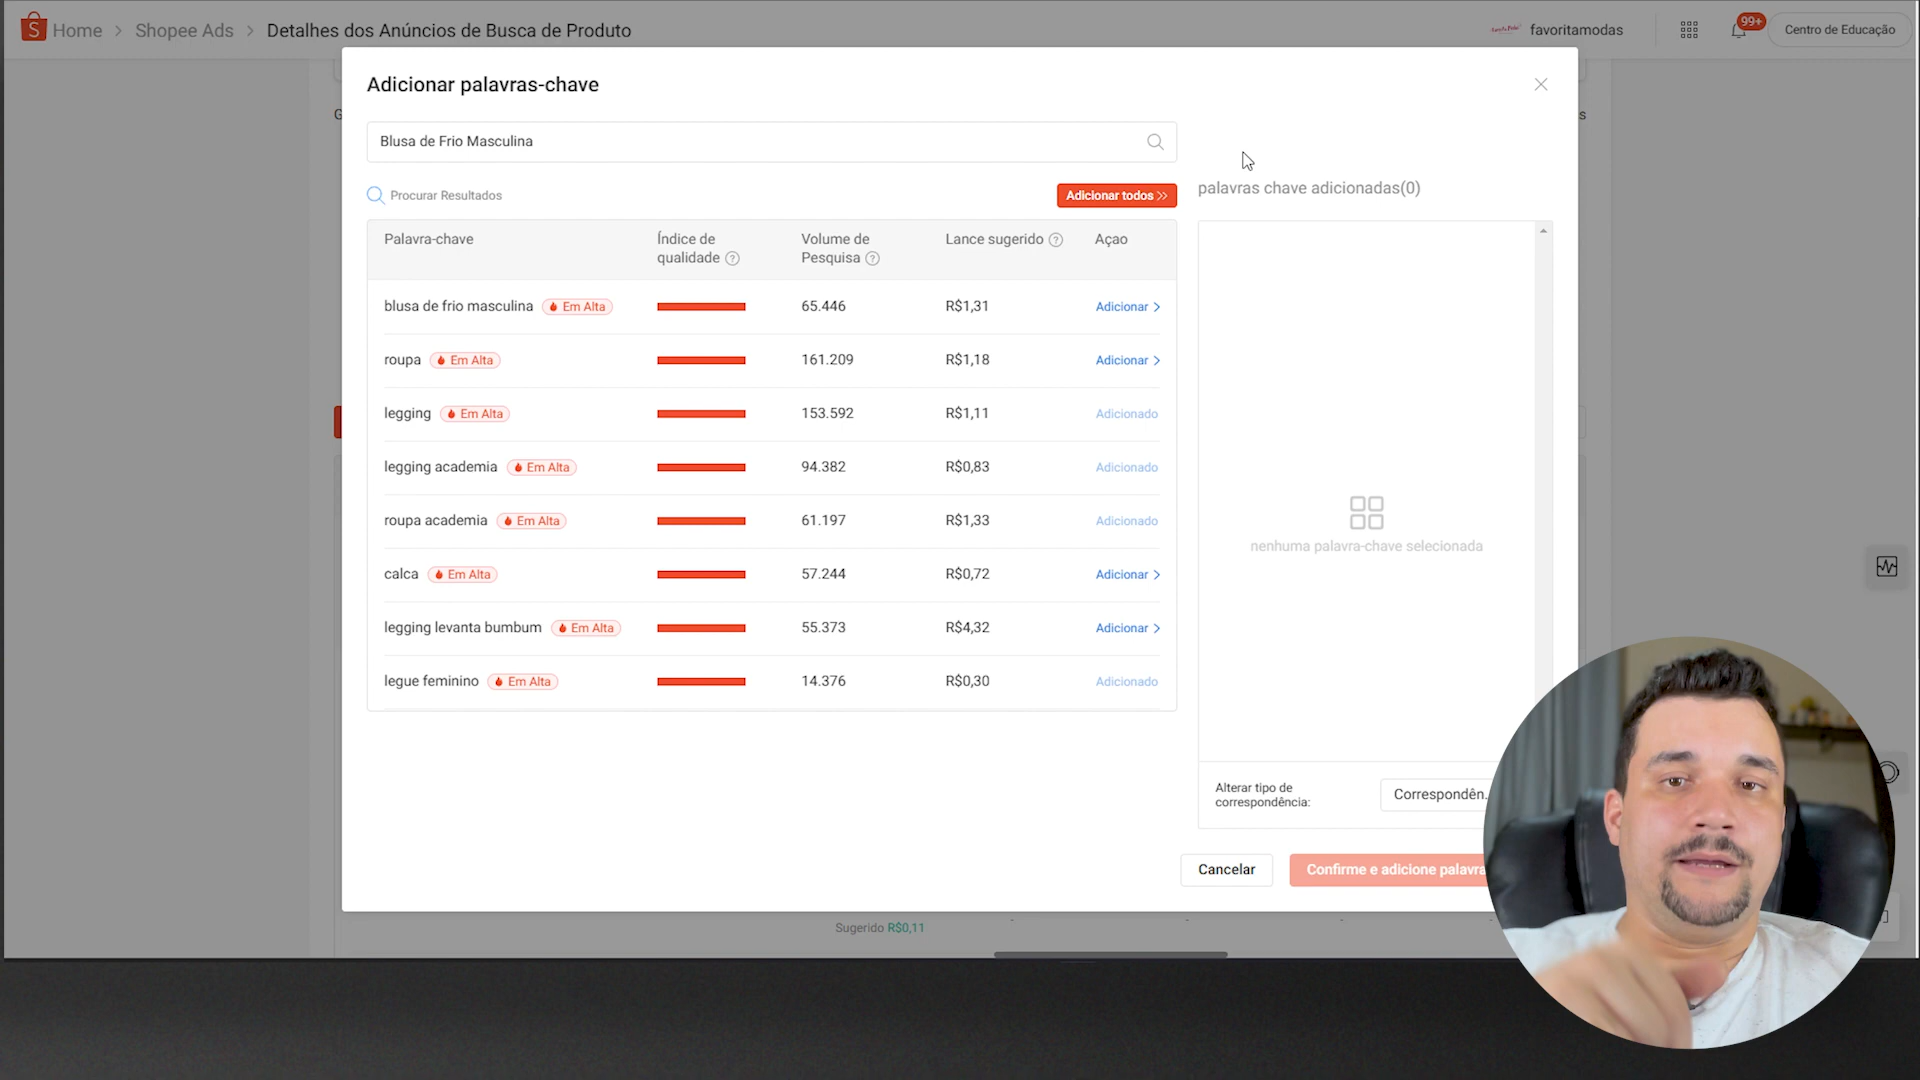 Home > Shopee Ads > Detalhes dos Anúncios de Busca de Produto
favoritamodas
99+
Centro de Educação
Adicionar palavras-chave
Blusa de Frio Masculina
Procurar Resultados
Adicionar todos >>
palavras chave adicionadas(0)
Palavra-chave Índice de qualidade Volume de Pesquisa Lance sugerido Açao
blusa de frio masculina Em Alta 65.446 R$1,31 Adicionar >
roupa Em Alta 161.209 R$1,18 Adicionar >
legging Em Alta 153.592 R$1,11 Adicionado
legging academia Em Alta 94.382 R$0,83 Adicionado
roupa academia Em Alta 61.197 R$1,33 Adicionado
calca Em Alta 57.244 R$0,72 Adicionar >
legging levanta bumbum Em Alta 55.373 R$4,32 Adicionar >
legue feminino Em Alta 14.376 R$0,30 Adicionado
nenhuma palavra-chave selecionada
Alterar tipo de
correspondência:
Correspondên.
Cancelar
Confirme e adicione palavra
Sugerido R$0,11